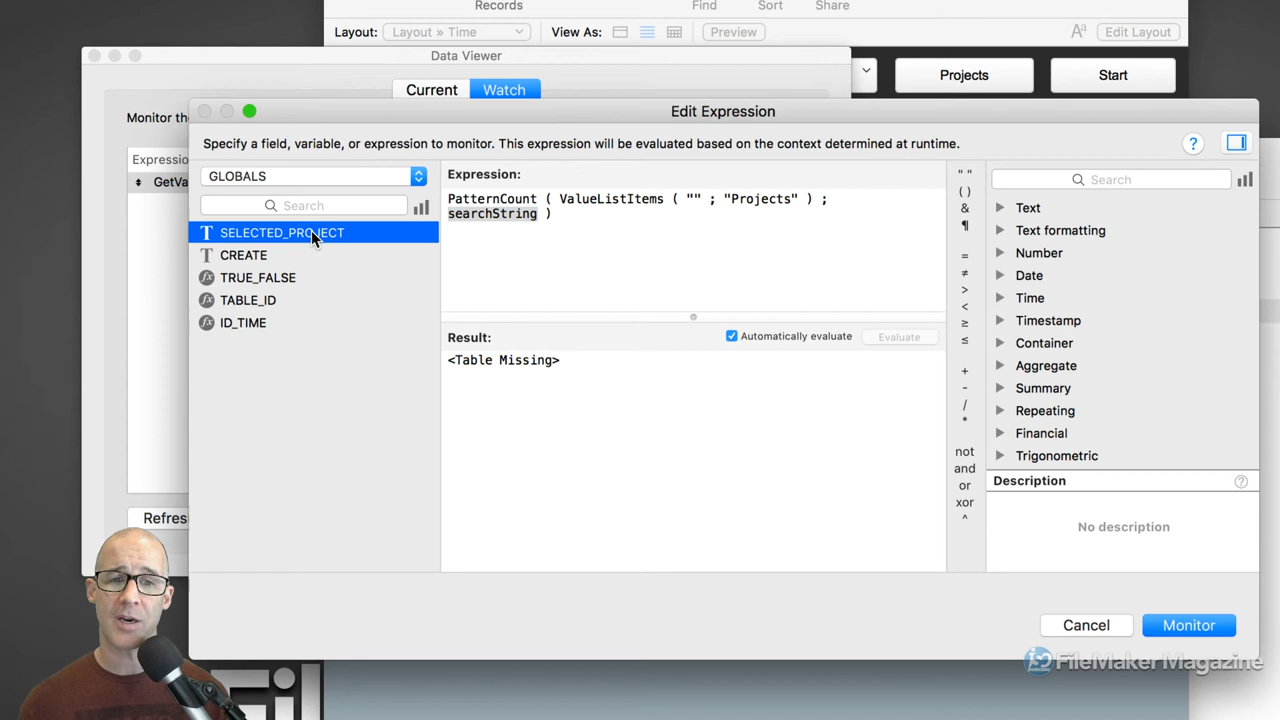 Records
Find
Sort
Share
Layout:
Layout » Time
View As:
Preview
Edit Layout
Data Viewer
Current
Watch
Projects
Start
Monitor th
Edit Expression
Specify a field, variable, or expression to monitor. This expression will be evaluated based on the context determined at runtime.
Expressio
GetVa
GLOBALS
Search
SELECTED_PROJECT
CREATE
TRUE_FALSE
TABLE_ID
ID_TIME
Expression:
PatternCount ( ValueListItems ( "" ; "Projects" ) ;
searchString )
Result:
Automatically evaluate
Evaluate
<Table Missing>
" "
( )
&
¶
=
≠
>
<
≥
≤
+
-
/
*
not
and
or
xor
^
Search
Text
Text formatting
Number
Date
Time
Timestamp
Container
Aggregate
Summary
Repeating
Financial
Trigonometric
Description
No description
Refres
Cancel
Monitor
FileMaker Magazine